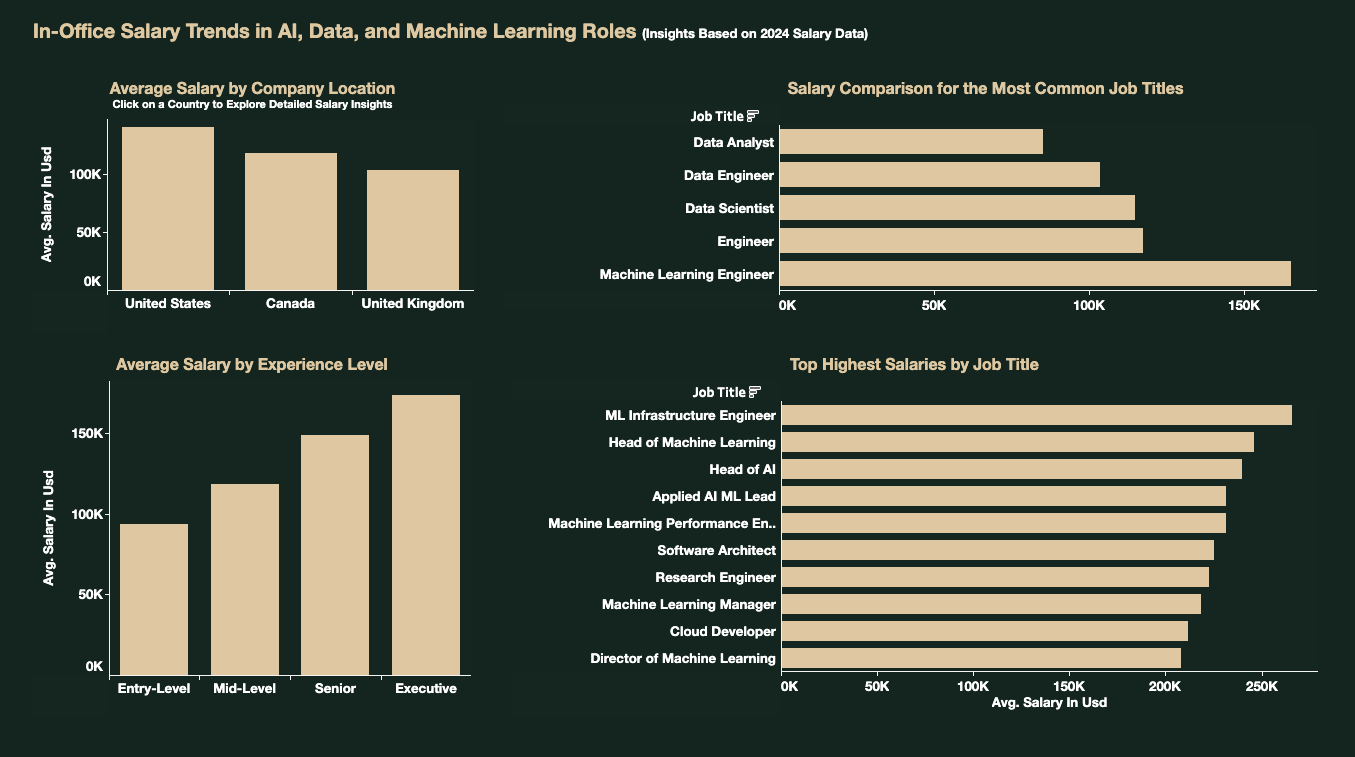 In-Office Salary Trends in AI, Data, and Machine Learning Roles (Insights Based on 2024 Salary Data)
Average Salary by Company Location
Click on a Country to Explore Detailed Salary Insights
Avg. Salary In Usd
100K
50K
0K
United States
Canada
United Kingdom
Salary Comparison for the Most Common Job Titles
Job Title
Data Analyst
Data Engineer
Data Scientist
Engineer
Machine Learning Engineer
0K
50K
100K
150K
Average Salary by Experience Level
Avg. Salary In Usd
150K
100K
50K
0K
Entry-Level
Mid-Level
Senior
Executive
Top Highest Salaries by Job Title
Job Title
ML Infrastructure Engineer
Head of Machine Learning
Head of AI
Applied AI ML Lead
Machine Learning Performance En..
Software Architect
Research Engineer
Machine Learning Manager
Cloud Developer
Director of Machine Learning
0K
50K
100K
150K
200K
250K
Avg. Salary In Usd